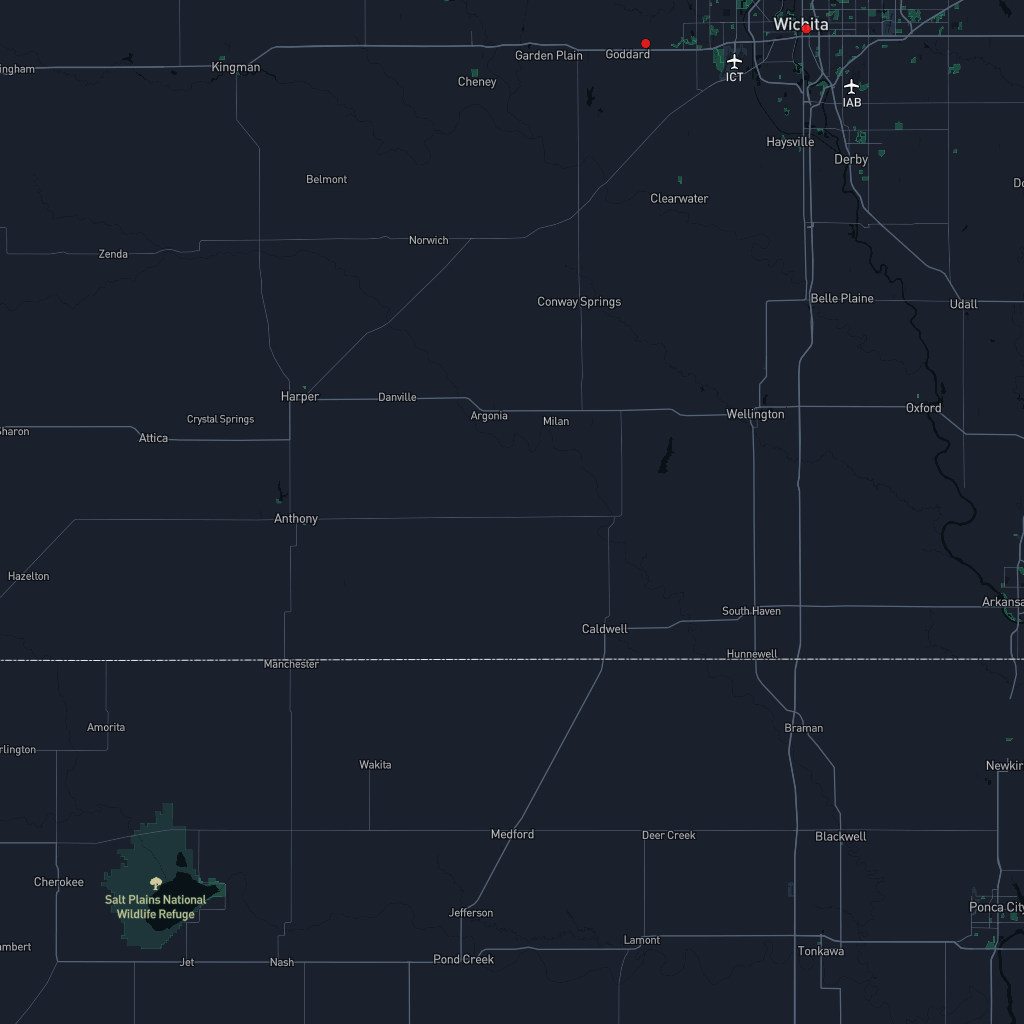 Wichita
Goddard
Garden Plain
Kingman
ingham
Cheney
ICT
IAB
Haysville
Derby
Belmont
Clearwater
Do
Norwich
Zenda
Conway Springs
Belle Plaine
Udall
Harper
Danville
Crystal Springs
Argonia
Milan
Wellington
Oxford
Sharon
Attica
Anthony
Hazelton
Arkansa
South Haven
Caldwell
Hunnewell
Manchester
Amorita
Braman
rlington
Wakita
Newkir
Medford
Deer Creek
Blackwell
Cherokee
Salt Plains National
Wildlife Refuge
Jefferson
Ponca City
ambert
Lamont
Tonkawa
Jet
Nash
Pond Creek